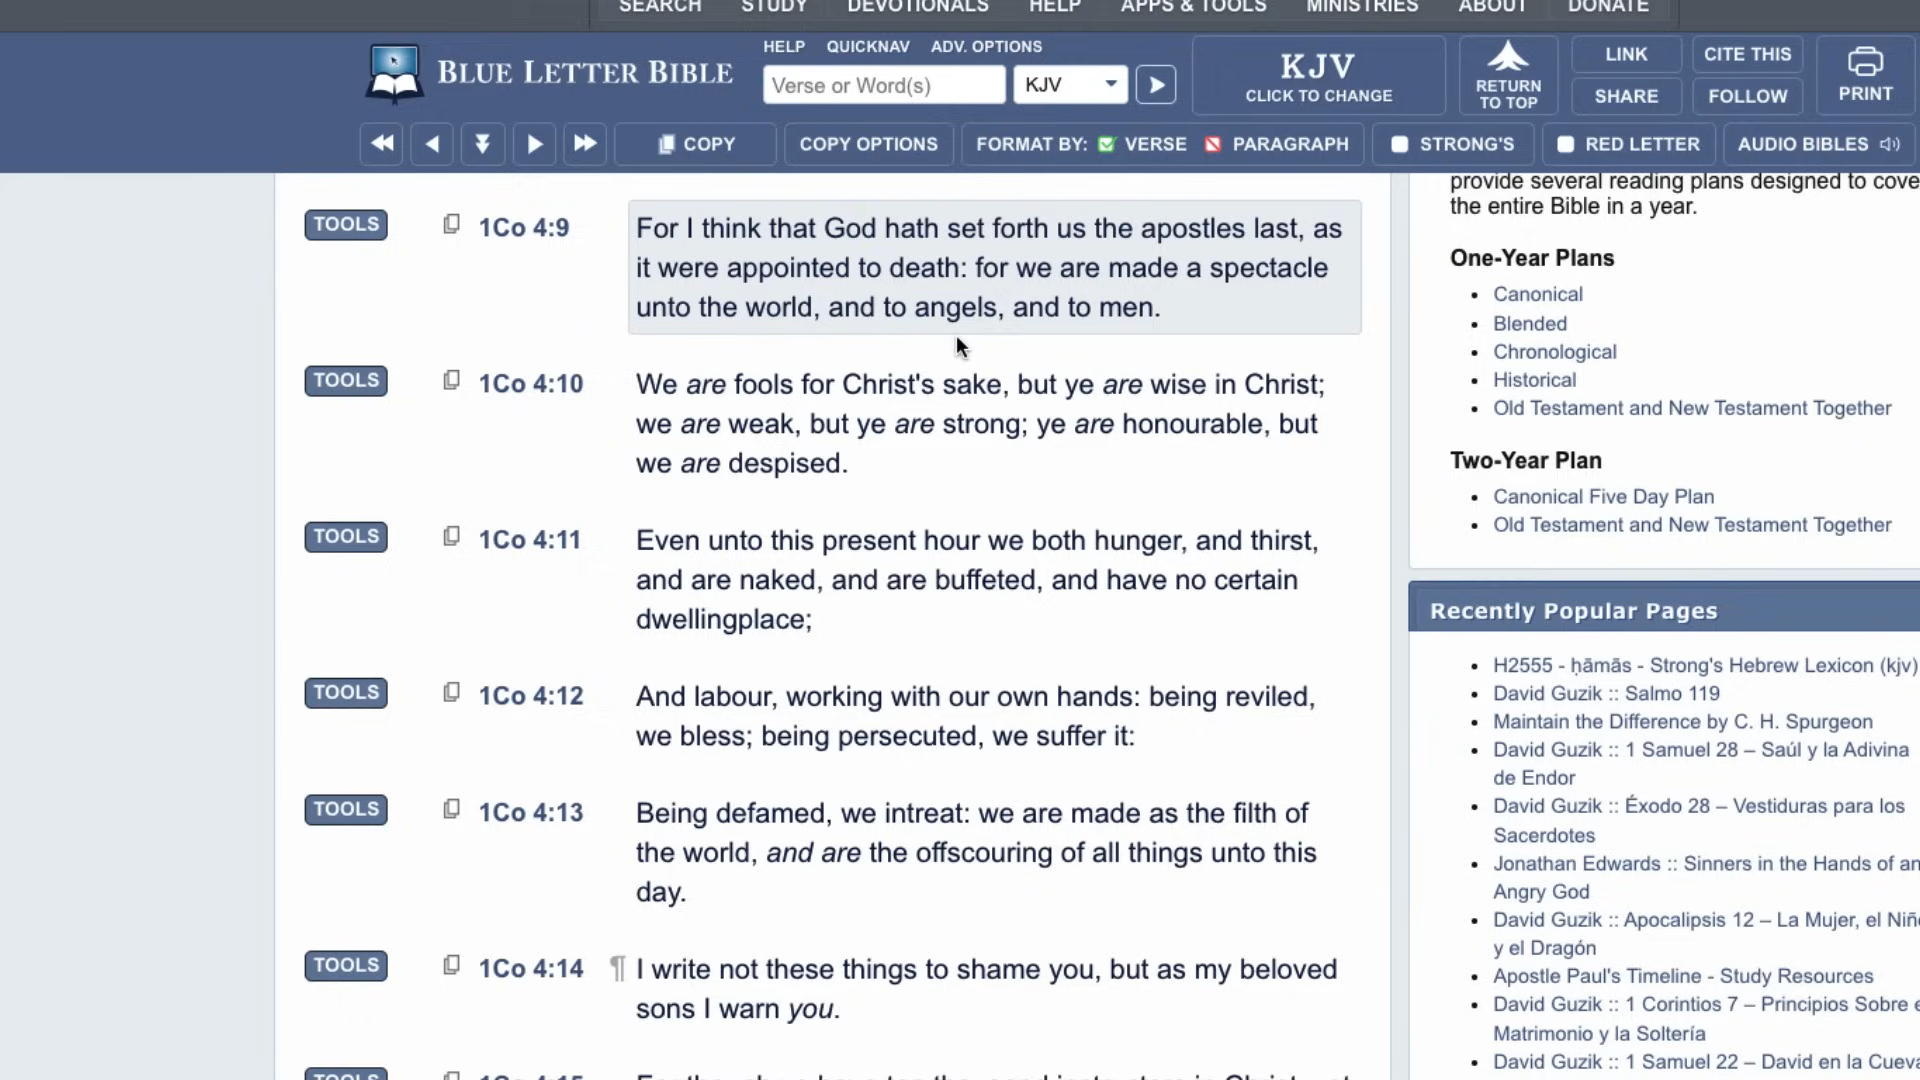 SEARCH STUDY DEVOTIONALS HELP APPS & TOOLS MINISTRIES ABOUT DONATE
BLUE LETTER BIBLE
HELP QUICKNAV ADV. OPTIONS
Verse or Word(s) KJV
KJV
CLICK TO CHANGE
RETURN
TO TOP
LINK CITE THIS
SHARE FOLLOW
PRINT
COPY COPY OPTIONS FORMAT BY: VERSE PARAGRAPH STRONG'S RED LETTER AUDIO BIBLES
TOOLS 1Co 4:9 For I think that God hath set forth us the apostles last, as
it were appointed to death: for we are made a spectacle
unto the world, and to angels, and to men.
TOOLS 1Co 4:10 We are fools for Christ's sake, but ye are wise in Christ;
we are weak, but ye are strong; ye are honourable, but
we are despised.
TOOLS 1Co 4:11 Even unto this present hour we both hunger, and thirst,
and are naked, and are buffeted, and have no certain
dwellingplace;
TOOLS 1Co 4:12 And labour, working with our own hands: being reviled,
we bless; being persecuted, we suffer it:
TOOLS 1Co 4:13 Being defamed, we intreat: we are made as the filth of
the world, and are the offscouring of all things unto this
day.
TOOLS 1Co 4:14 ¶ I write not these things to shame you, but as my beloved
sons I warn you.
TOOLS
provide several reading plans designed to cove
the entire Bible in a year.
One-Year Plans
• Canonical
• Blended
• Chronological
• Historical
• Old Testament and New Testament Together
Two-Year Plan
• Canonical Five Day Plan
• Old Testament and New Testament Together
Recently Popular Pages
• H2555 - ḥāmās - Strong's Hebrew Lexicon (kjv)
• David Guzik :: Salmo 119
• Maintain the Difference by C. H. Spurgeon
• David Guzik :: 1 Samuel 28 – Saúl y la Adivina
de Endor
• David Guzik :: Éxodo 28 – Vestiduras para los
Sacerdotes
• Jonathan Edwards :: Sinners in the Hands of an
Angry God
• David Guzik :: Apocalipsis 12 – La Mujer, el Niñ
y el Dragón
• Apostle Paul's Timeline - Study Resources
• David Guzik :: 1 Corintios 7 – Principios Sobre e
Matrimonio y la Soltería
• David Guzik :: 1 Samuel 22 – David en la Cueva